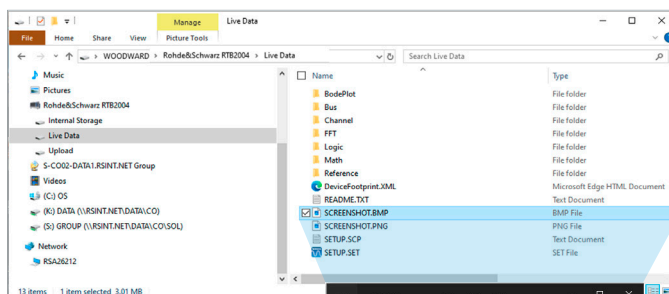 Manage
Live Data
File
Home
Share
View
Picture Tools
WOODWARD > Rohde&Schwarz RTB2004 > Live Data
Search Live Data
Music
Pictures
Rohde&Schwarz RTB2004
Internal Storage
Live Data
Upload
S-CO02-DATA1.RSINT.NET Group
Videos
(C:) OS
(K:) DATA (\\RSINT.NET\DATA\CO)
(S:) GROUP (\\RSINT.NET\DATA\CO\SOL)
Network
RSA26212
Name Type
BodePlot File folder
Bus File folder
Channel File folder
FFT File folder
Logic File folder
Math File folder
Reference File folder
DeviceFootprint.XML Microsoft Edge HTML Document
README.TXT Text Document
SCREENSHOT.BMP BMP File
SCREENSHOT.PNG PNG File
SETUP.SCP Text Document
SETUP.SET SET File
13 items 1 item selected 3.01 MB